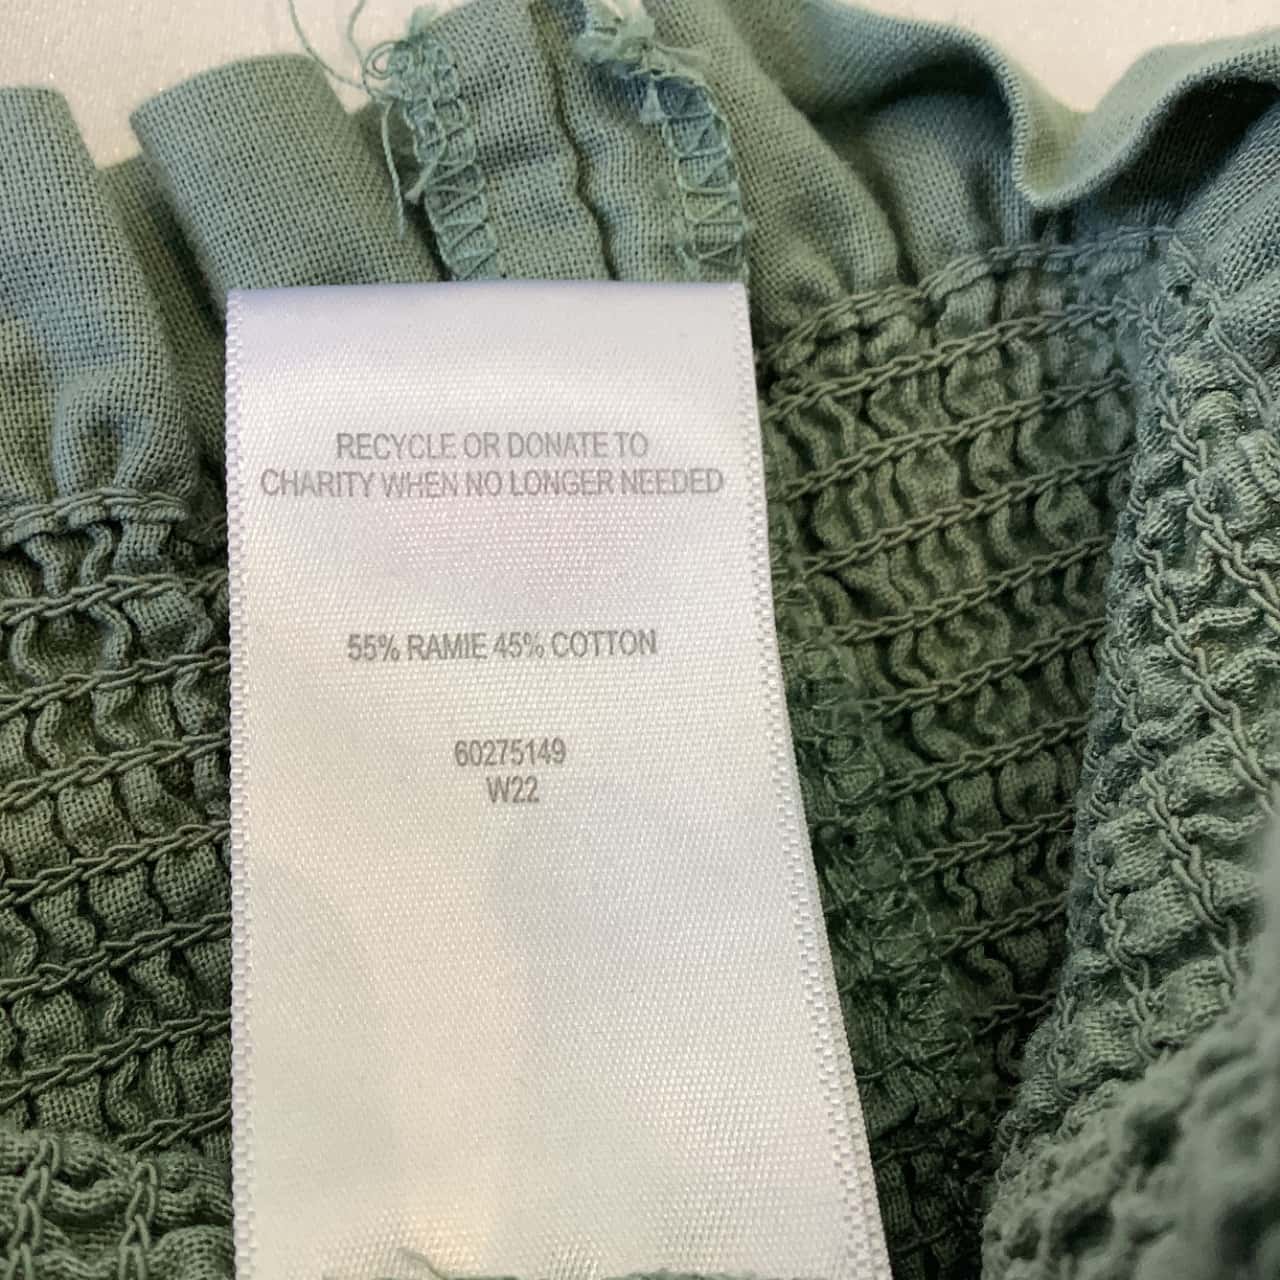 RECYCLE OR DONATE TO
CHARITY WHEN NO LONGER NEEDED
55% RAMIE 45% COTTON
60275149
W22